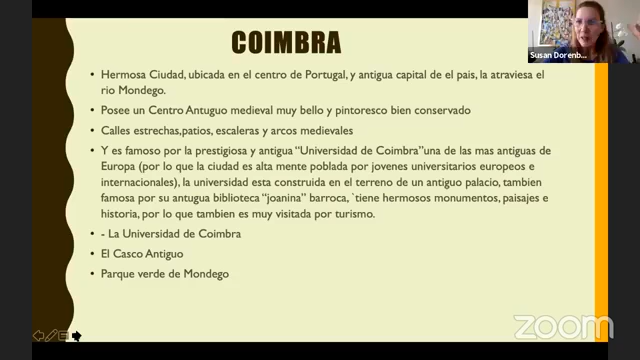 COIMBRA
• Hermosa Ciudad, ubicada en el centro de Portugal, y antigua capital de el pais, la atraviesa el
rio Mondego.
• Posee un Centro Antuguo medieval muy bello y pintoresco bien conservado
• Calles estrechas,patios, escaleras y arcos medievales
• Y es famoso por la prestigiosa y antigua “Universidad de Coimbra”una de las mas antiguas de
Europa (por lo que la ciudad es alta mente poblada por jovenes universitarios europeos e
internacionales), la universidad esta construida en el terreno de un antiguo palacio, tambien
famosa por su antugua biblioteca “joanina” barroca, `tiene hermosos monumentos, paisajes e
historia, por lo que tambien es muy visitada por turismo.
• - La Universidad de Coimbra
• El Casco Antiguo
• Parque verde de Mondego
Susan Dorenb...
zoom